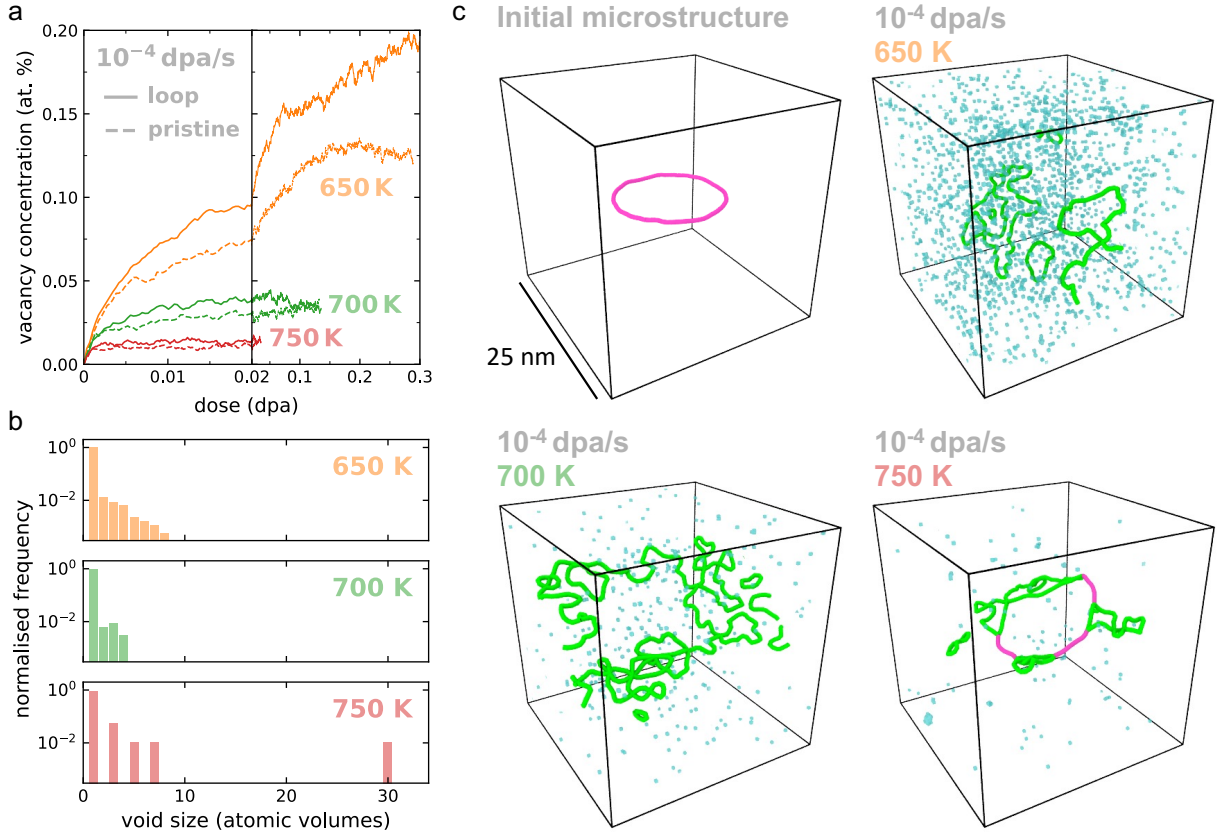 a
vacancy concentration (at. %)
0.20
0.15
0.10
0.05
0.00
10⁻⁴ dpa/s
loop
pristine
650 K
700 K
750 K
0
0.01
0.02
0.1
0.2
0.3
dose (dpa)
b
normalised frequency
10⁰
10⁻²
650 K
10⁰
10⁻²
700 K
10⁰
10⁻²
750 K
0
10
20
30
void size (atomic volumes)
c
Initial microstructure
25 nm
10⁻⁴ dpa/s
650 K
10⁻⁴ dpa/s
700 K
10⁻⁴ dpa/s
750 K